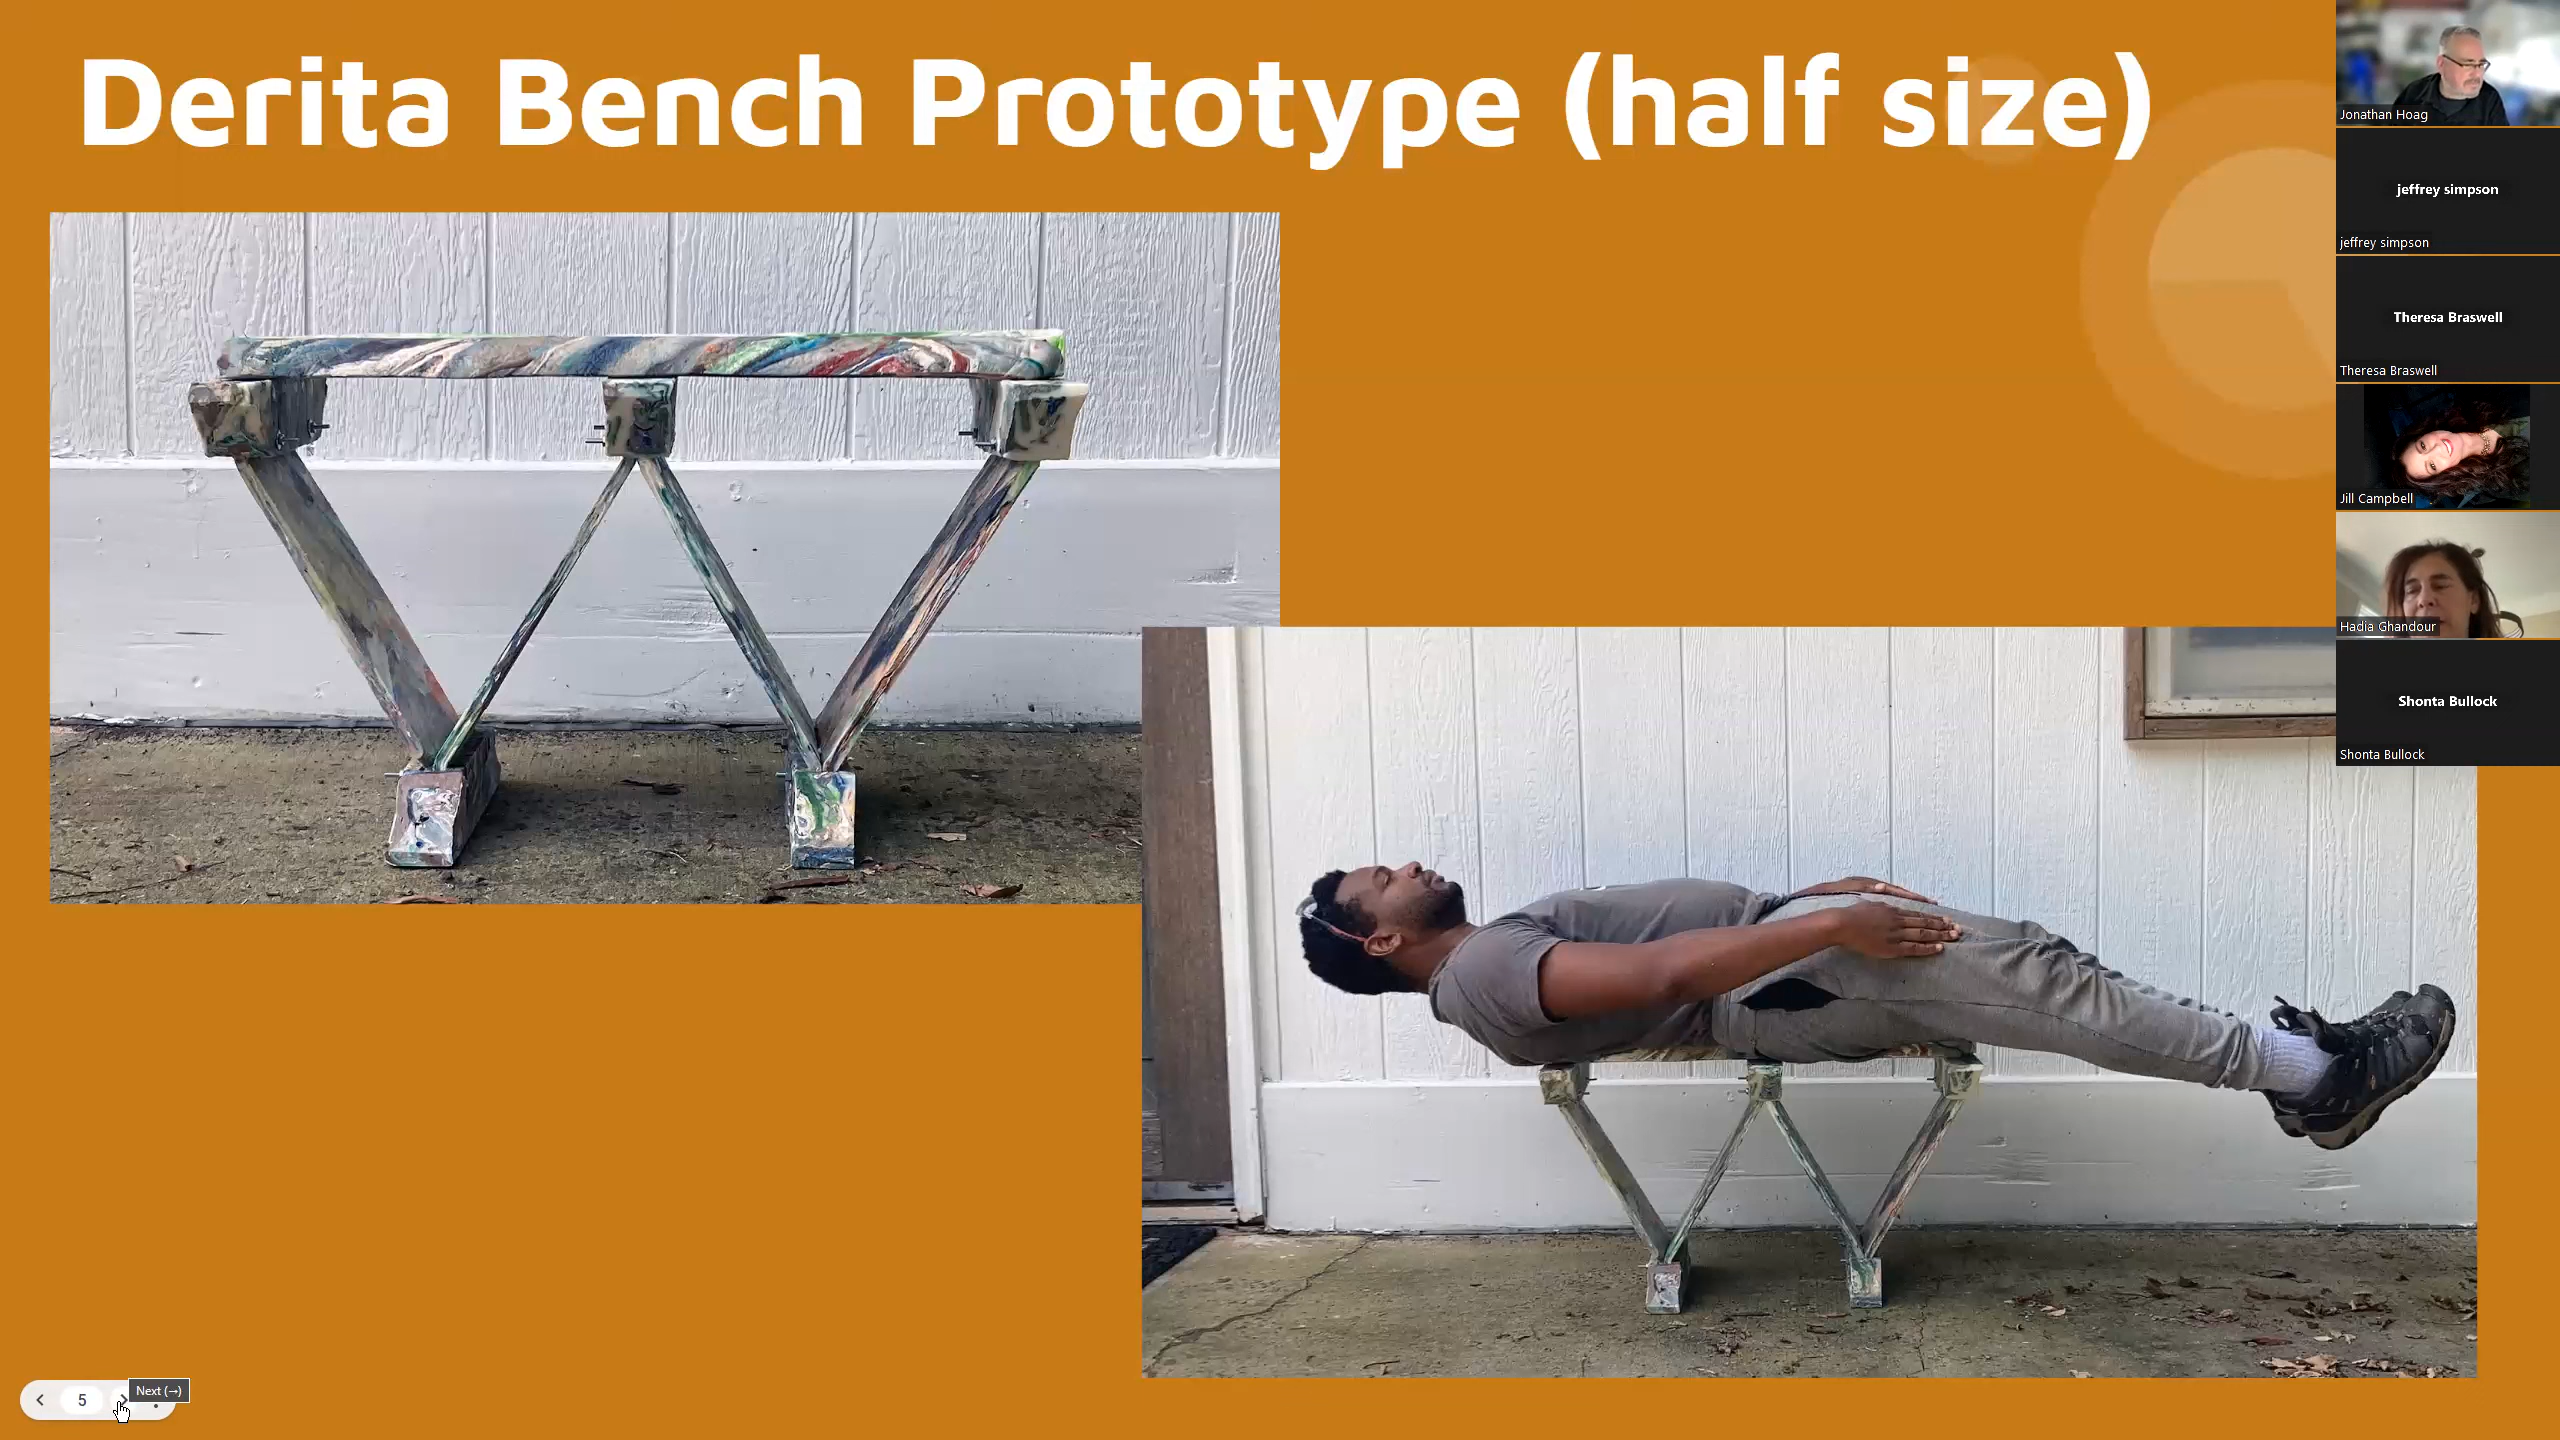 Derita Bench Prototype (half size)
Jonathan Hoag
jeffrey simpson
jeffrey simpson
Theresa Braswell
Theresa Braswell
Jill Campbell
Hadia Ghandour
Shonta Bullock
Shonta Bullock
5
Next (→)